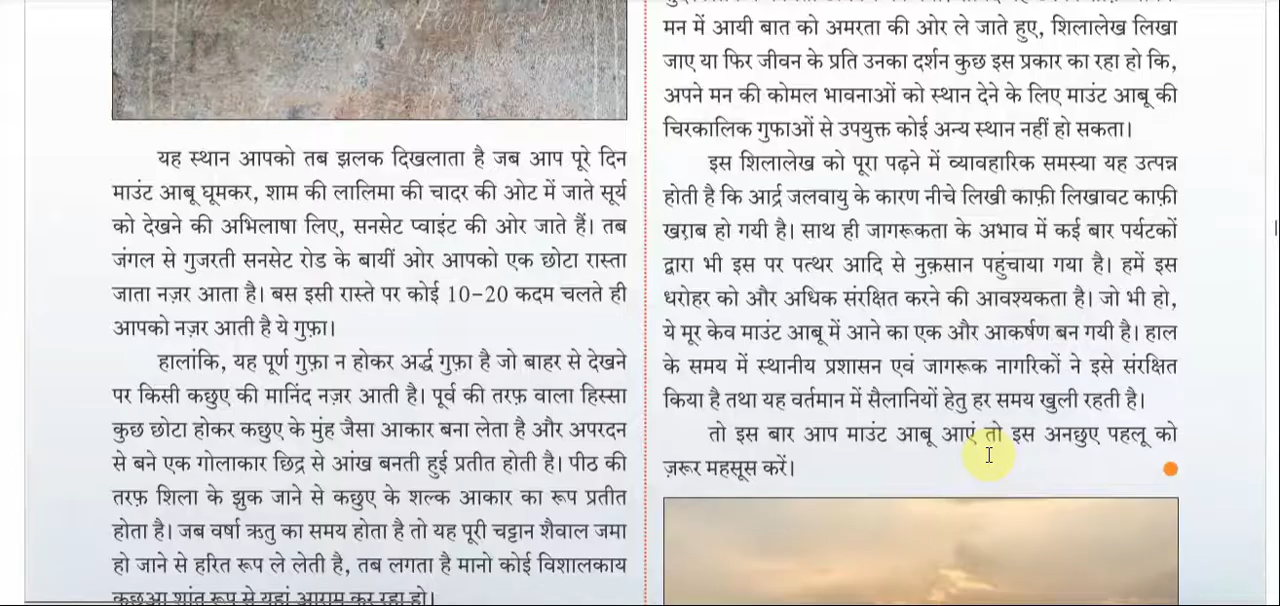 यह स्थान आपको तब झलक दिखलाता है जब आप पूरे दिन
माउंट आबू घूमकर, शाम की लालिमा की चादर की ओट में जाते सूर्य
को देखने की अभिलाषा लिए, सनसेट प्वाइंट की ओर जाते हैं। तब
जंगल से गुजरती सनसेट रोड के बायीं ओर आपको एक छोटा रास्ता
जाता नज़र आता है। बस इसी रास्ते पर कोई 10-20 कदम चलते ही
आपको नज़र आती है ये गुफ़ा।
हालांकि, यह पूर्ण गुफ़ा न होकर अर्द्ध गुफ़ा है जो बाहर से देखने
पर किसी कछुए की मानिंद नज़र आती है। पूर्व की तरफ़ वाला हिस्सा
कुछ छोटा होकर कछुए के मुंह जैसा आकार बना लेता है और अपरदन
से बने एक गोलाकार छिद्र से आंख बनती हुई प्रतीत होती है। पीठ की
तरफ़ शिला के झुक जाने से कछुए के शल्क आकार का रूप प्रतीत
होता है। जब वर्षा ऋतु का समय होता है तो यह पूरी चट्टान शैवाल जमा
हो जाने से हरित रूप ले लेती है, तब लगता है मानो कोई विशालकाय
कछुआ शांत रूप से यहां आराम कर रहा हो।
मन में आयी बात को अमरता की ओर ले जाते हुए, शिलालेख लिखा
जाए या फिर जीवन के प्रति उनका दर्शन कुछ इस प्रकार का रहा हो कि,
अपने मन की कोमल भावनाओं को स्थान देने के लिए माउंट आबू की
चिरकालिक गुफाओं से उपयुक्त कोई अन्य स्थान नहीं हो सकता।
इस शिलालेख को पूरा पढ़ने में व्यावहारिक समस्या यह उत्पन्न
होती है कि आर्द्र जलवायु के कारण नीचे लिखी काफ़ी लिखावट काफ़ी
खराब हो गयी है। साथ ही जागरूकता के अभाव में कई बार पर्यटकों
द्वारा भी इस पर पत्थर आदि से नुक़सान पहुंचाया गया है। हमें इस
धरोहर को और अधिक संरक्षित करने की आवश्यकता है। जो भी हो,
ये मूर केव माउंट आबू में आने का एक और आकर्षण बन गयी है। हाल
के समय में स्थानीय प्रशासन एवं जागरूक नागरिकों ने इसे संरक्षित
किया है तथा यह वर्तमान में सैलानियों हेतु हर समय खुली रहती है।
तो इस बार आप माउंट आबू आएं तो इस अनछुए पहलू को
ज़रूर महसूस करें।